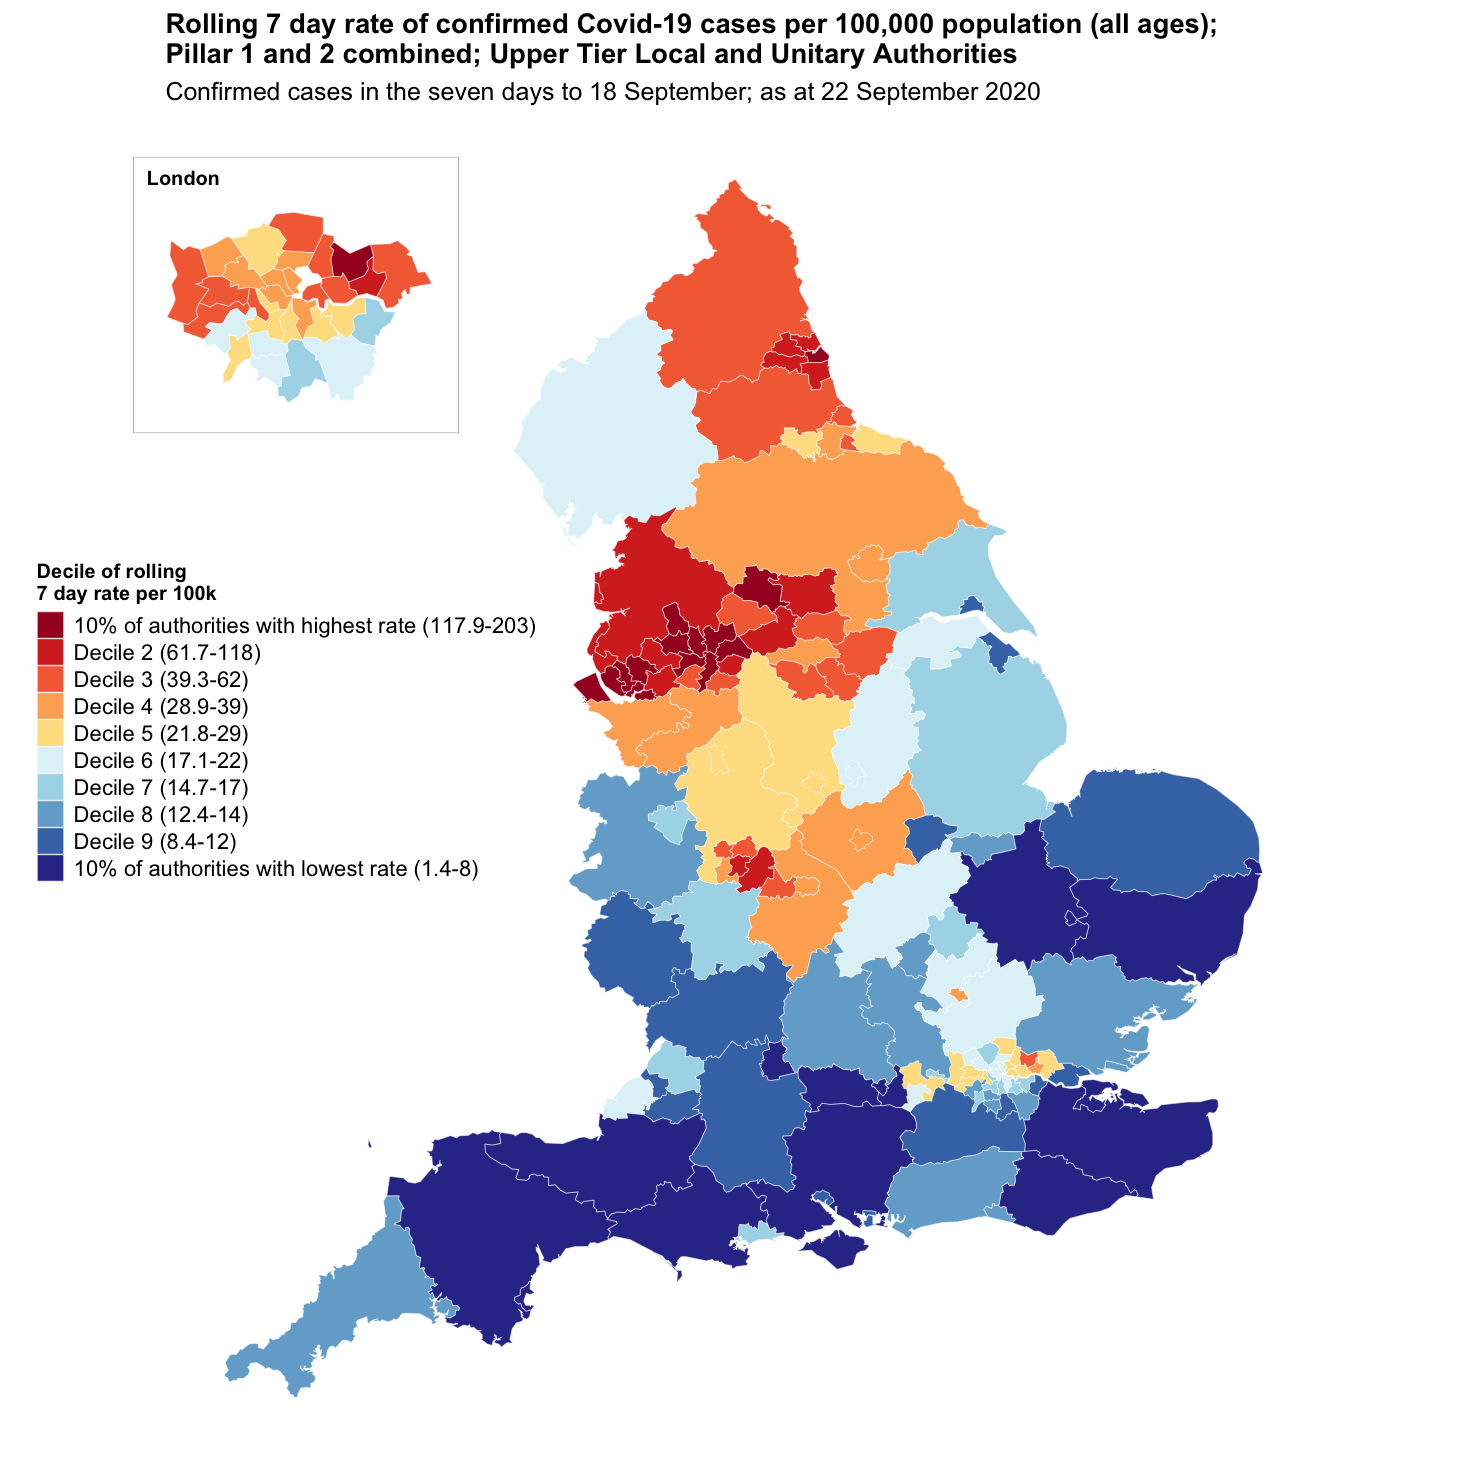 Rolling 7 day rate of confirmed Covid-19 cases per 100,000 population (all ages);
Pillar 1 and 2 combined; Upper Tier Local and Unitary Authorities
Confirmed cases in the seven days to 18 September; as at 22 September 2020
London
Decile of rolling
7 day rate per 100k
10% of authorities with highest rate (117.9-203)
Decile 2 (61.7-118)
Decile 3 (39.3-62)
Decile 4 (28.9-39)
Decile 5 (21.8-29)
Decile 6 (17.1-22)
Decile 7 (14.7-17)
Decile 8 (12.4-14)
Decile 9 (8.4-12)
10% of authorities with lowest rate (1.4-8)